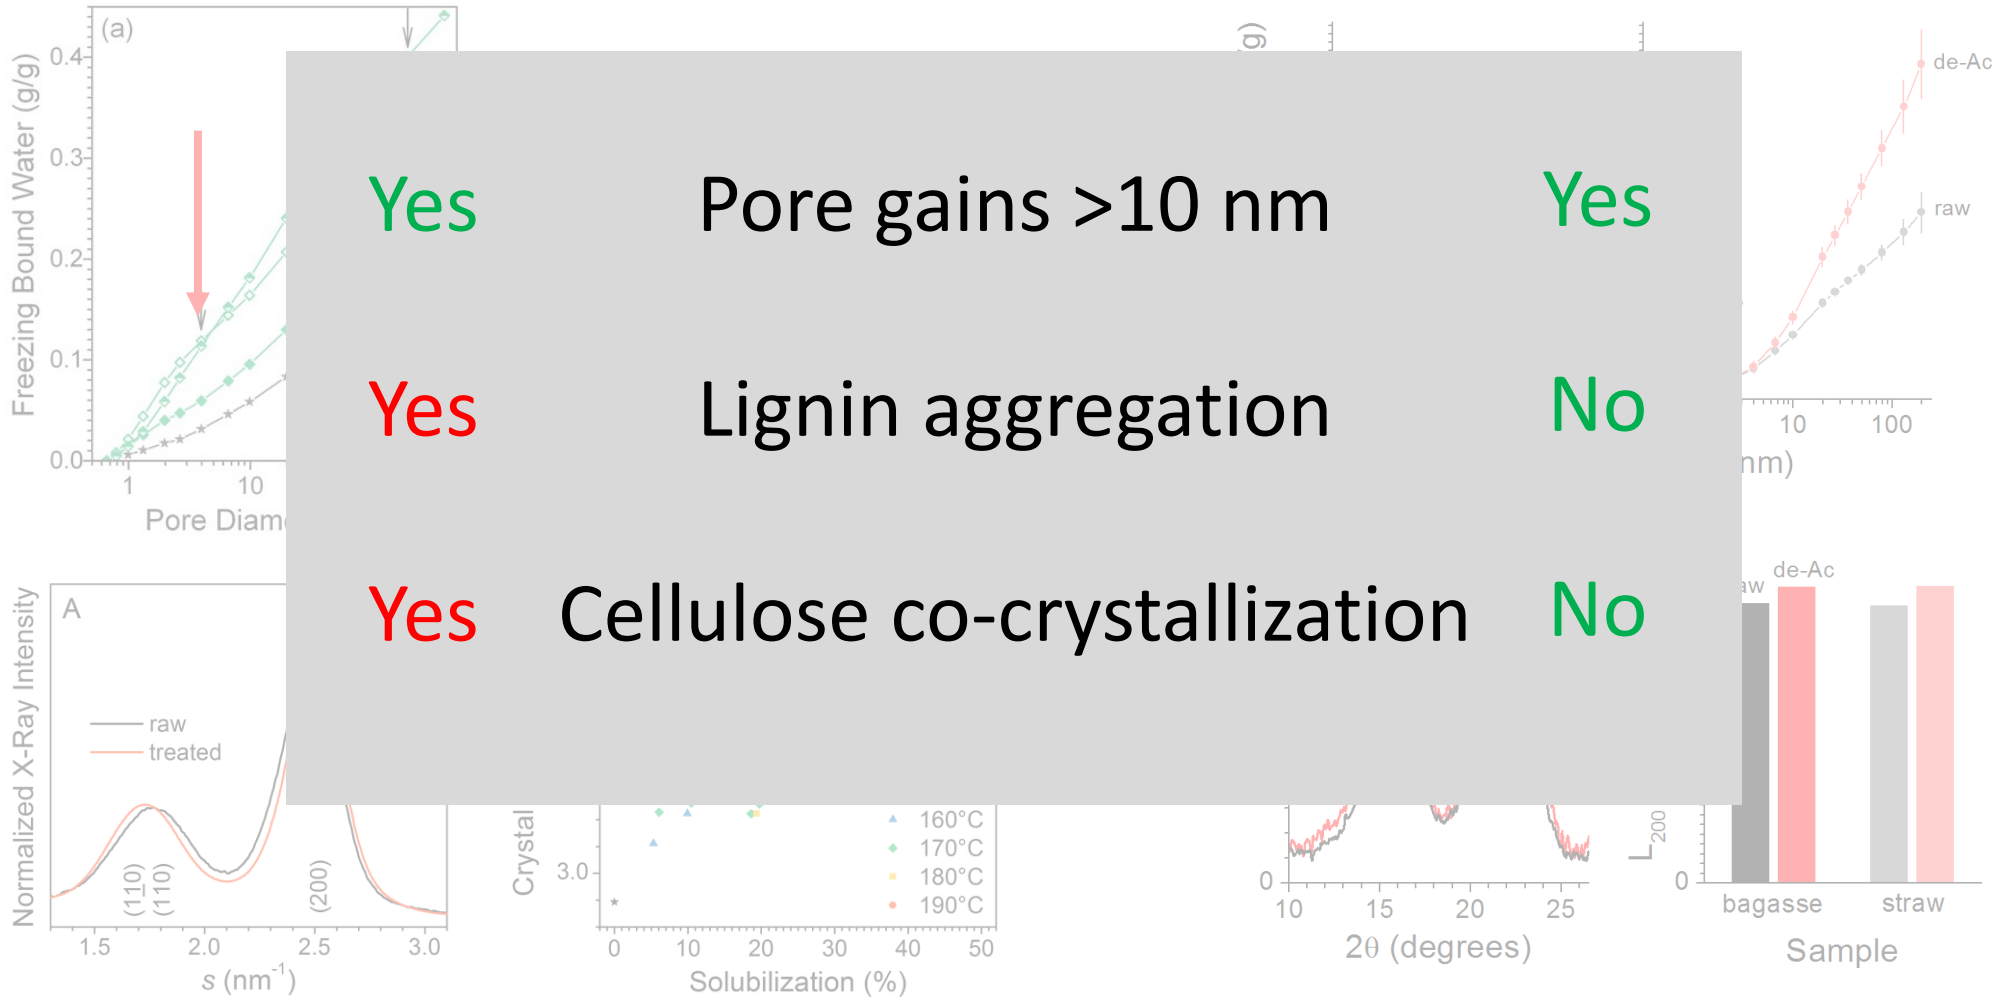 (a)
Freezing Bound Water (g/g)
0.4
0.3
0.2
0.1
0.0
1
10
Yes
Pore gains >10 nm
Yes
Yes
Lignin aggregation
No
Yes
Cellulose co-crystallization
No
/g)
de-Ac
raw
10
100
nm)
A
Normalized X-Ray Intensity
raw
treated
(110)
(110)
(200)
1.5
2.0
2.5
3.0
s (nm⁻¹)
Crystal
3.0
160°C
170°C
180°C
190°C
0
10
20
30
40
50
Solubilization (%)
0
10
15
20
25
2θ (degrees)
de-Ac
L200
0
bagasse
straw
Sample